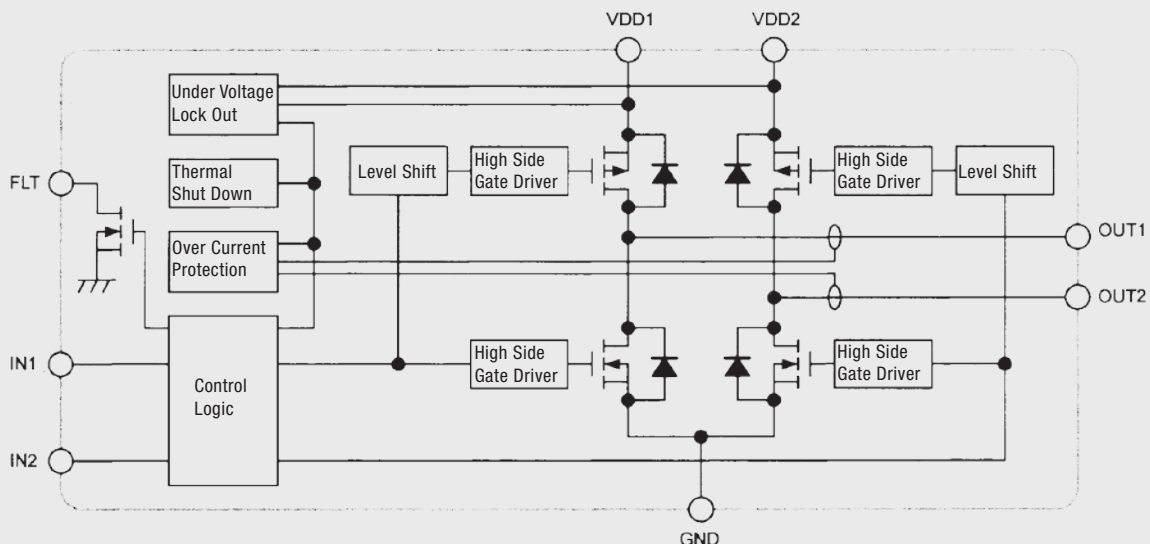 VDD1
VDD2
Under Voltage
Lock Out
FLT
Thermal
Shut Down
Level Shift
High Side
Gate Driver
High Side
Gate Driver
Level Shift
Over Current
Protection
OUT1
OUT2
IN1
Control
Logic
High Side
Gate Driver
High Side
Gate Driver
IN2
GND